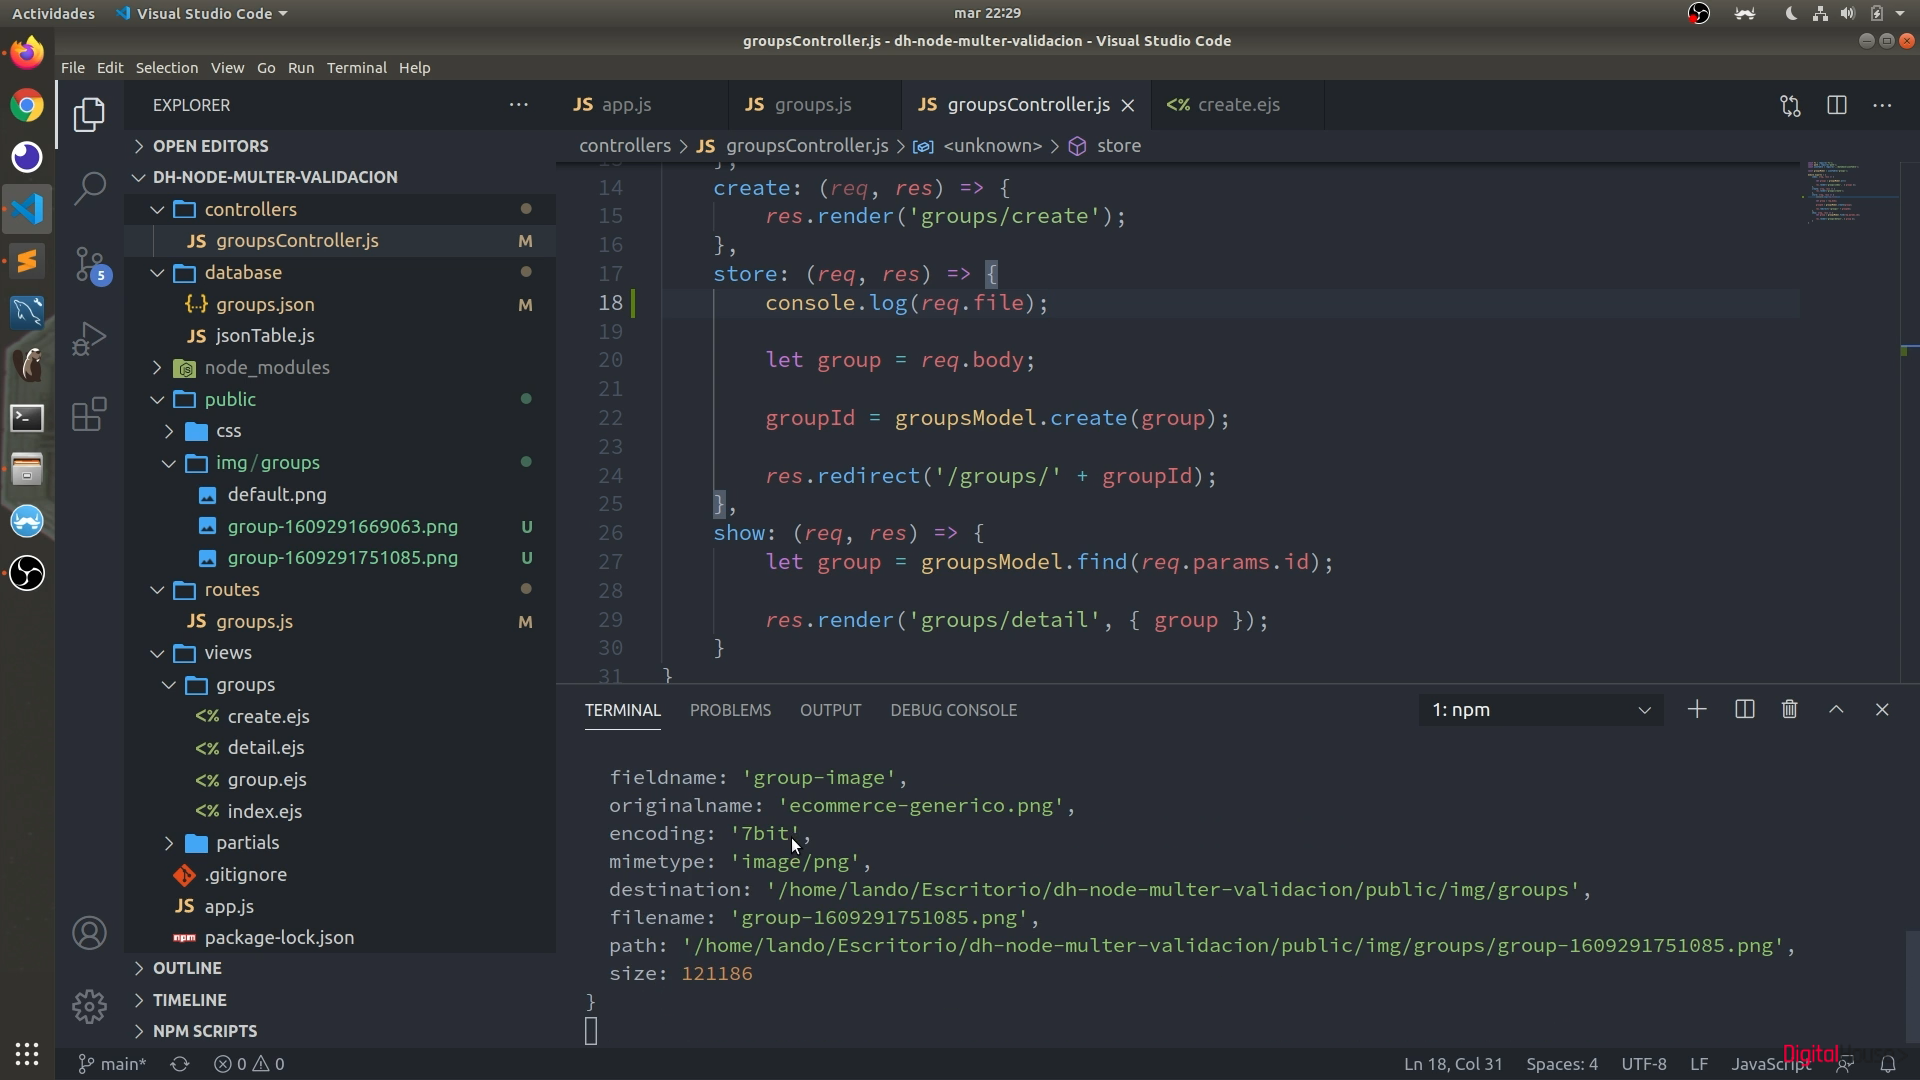 Actividades Visual Studio Code mar 22:29
groupsController.js - dh-node-multer-validacion - Visual Studio Code
File Edit Selection View Go Run Terminal Help
EXPLORER
OPEN EDITORS
DH-NODE-MULTER-VALIDACION
controllers
JS groupsController.js M
database
{..} groups.json M
JS jsonTable.js
node_modules
public
css
img/groups
default.png
group-1609291669063.png U
group-1609291751085.png U
routes
JS groups.js M
views
groups
<% create.ejs
<% detail.ejs
<% group.ejs
<% index.ejs
partials
.gitignore
JS app.js
npm package-lock.json
OUTLINE
TIMELINE
NPM SCRIPTS
5
JS app.js JS groups.js JS groupsController.js <% create.ejs
controllers > JS groupsController.js > <unknown> > store
14 create: (req, res) => {
15 res.render('groups/create');
16 },
17 store: (req, res) => {
18 console.log(req.file);
19
20 let group = req.body;
21
22 groupId = groupsModel.create(group);
23
24 res.redirect('/groups/' + groupId);
25 },
26 show: (req, res) => {
27 let group = groupsModel.find(req.params.id);
28
29 res.render('groups/detail', { group });
30 }
31 }
TERMINAL PROBLEMS OUTPUT DEBUG CONSOLE 1: npm
fieldname: 'group-image',
originalname: 'ecommerce-generico.png',
encoding: '7bit',
mimetype: 'image/png',
destination: '/home/lando/Escritorio/dh-node-multer-validacion/public/img/groups',
filename: 'group-1609291751085.png',
path: '/home/lando/Escritorio/dh-node-multer-validacion/public/img/groups/group-1609291751085.png',
size: 121186
}
main* 0 0 Ln 18, Col 31 Spaces: 4 UTF-8 LF JavaScript
Digital